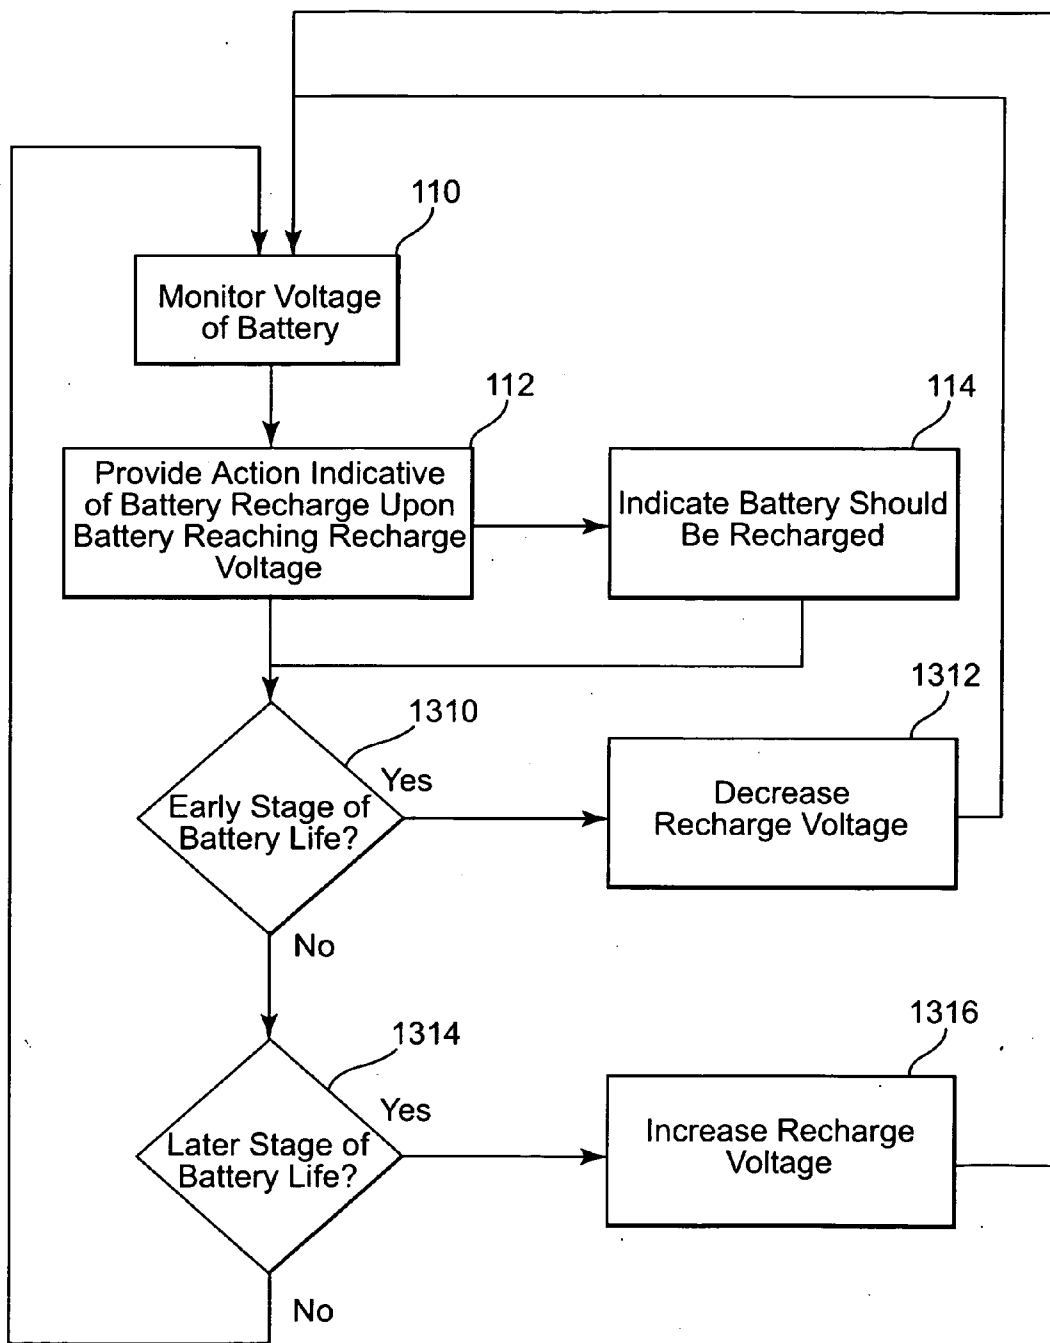 110
Monitor Voltage
of Battery
112
Provide Action Indicative
of Battery Recharge Upon
Battery Reaching Recharge
Voltage
114
Indicate Battery Should
Be Recharged
1310
Early Stage of
Battery Life?
Yes
1312
Decrease
Recharge Voltage
No
1314
Later Stage of
Battery Life?
Yes
1316
Increase Recharge
Voltage
No